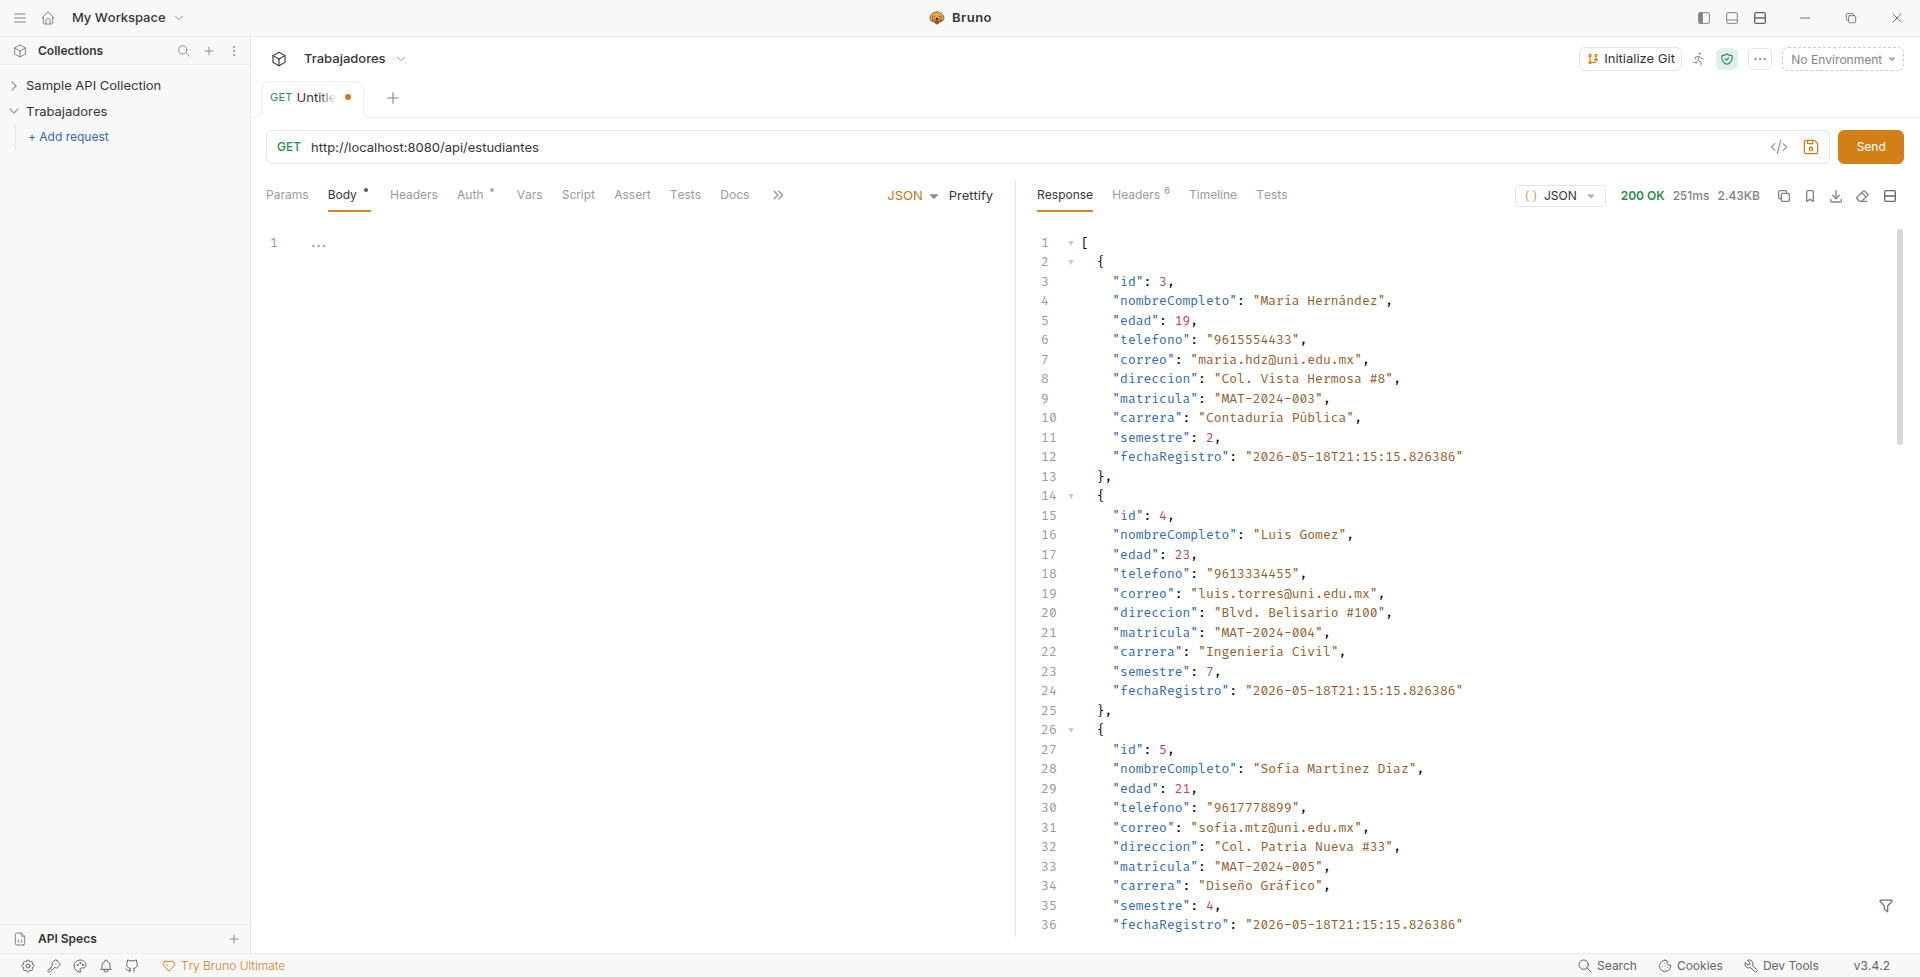 My Workspace
Bruno
Collections
Sample API Collection
Trabajadores
+ Add request
API Specs
Trabajadores
Initialize Git
No Environment
GET Untitle
GET http://localhost:8080/api/estudiantes
</>
Send
Params Body Headers Auth Vars Script Assert Tests Docs
JSON Prettify
1 ...
Response Headers 6 Timeline Tests
{ } JSON 200 OK 251ms 2.43KB
1 [
2 {
3 "id": 3,
4 "nombreCompleto": "María Hernández",
5 "edad": 19,
6 "telefono": "9615554433",
7 "correo": "maria.hdz@uni.edu.mx",
8 "direccion": "Col. Vista Hermosa #8",
9 "matricula": "MAT-2024-003",
10 "carrera": "Contaduría Pública",
11 "semestre": 2,
12 "fechaRegistro": "2026-05-18T21:15:15.826386"
13 },
14 {
15 "id": 4,
16 "nombreCompleto": "Luis Gomez",
17 "edad": 23,
18 "telefono": "9613334455",
19 "correo": "luis.torres@uni.edu.mx",
20 "direccion": "Blvd. Belisario #100",
21 "matricula": "MAT-2024-004",
22 "carrera": "Ingeniería Civil",
23 "semestre": 7,
24 "fechaRegistro": "2026-05-18T21:15:15.826386"
25 },
26 {
27 "id": 5,
28 "nombreCompleto": "Sofía Martínez Díaz",
29 "edad": 21,
30 "telefono": "9617778899",
31 "correo": "sofia.mtz@uni.edu.mx",
32 "direccion": "Col. Patria Nueva #33",
33 "matricula": "MAT-2024-005",
34 "carrera": "Diseño Gráfico",
35 "semestre": 4,
36 "fechaRegistro": "2026-05-18T21:15:15.826386"
Try Bruno Ultimate
Search Cookies Dev Tools v3.4.2